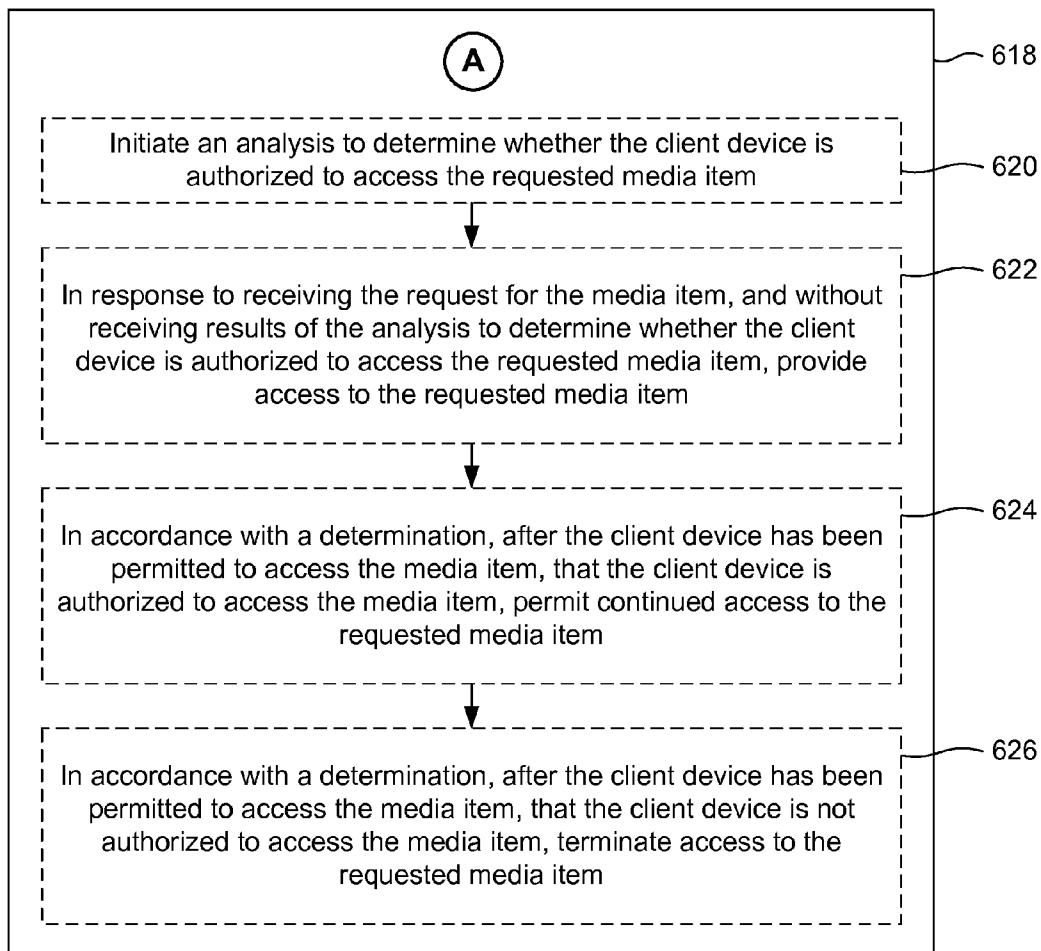 A
618
Initiate an analysis to determine whether the client device is
authorized to access the requested media item
620
622
In response to receiving the request for the media item, and without
receiving results of the analysis to determine whether the client
device is authorized to access the requested media item, provide
access to the requested media item
624
In accordance with a determination, after the client device has been
permitted to access the media item, that the client device is
authorized to access the media item, permit continued access to the
requested media item
626
In accordance with a determination, after the client device has been
permitted to access the media item, that the client device is not
authorized to access the media item, terminate access to the
requested media item